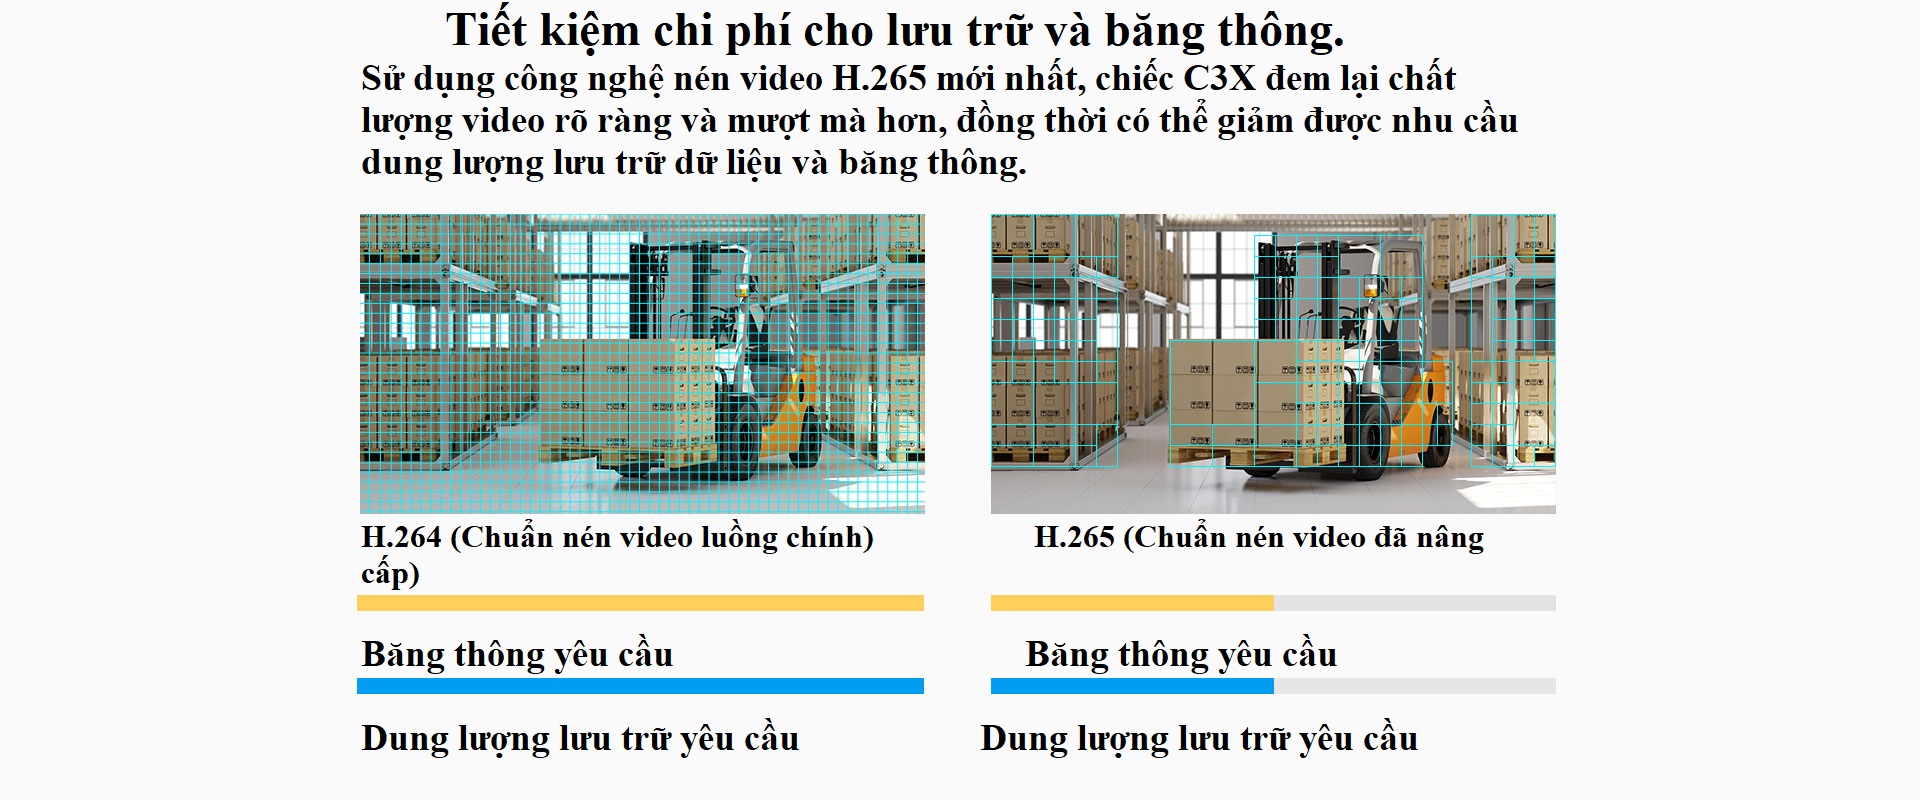 Tiết kiệm chi phí cho lưu trữ và băng thông.
Sử dụng công nghệ nén video H.265 mới nhất, chiếc C3X đem lại chất
lượng video rõ ràng và mượt mà hơn, đồng thời có thể giảm được nhu cầu
dung lượng lưu trữ dữ liệu và băng thông.
H.264 (Chuẩn nén video luồng chính) H.265 (Chuẩn nén video đã nâng
cấp)
Băng thông yêu cầu Băng thông yêu cầu
Dung lượng lưu trữ yêu cầu Dung lượng lưu trữ yêu cầu